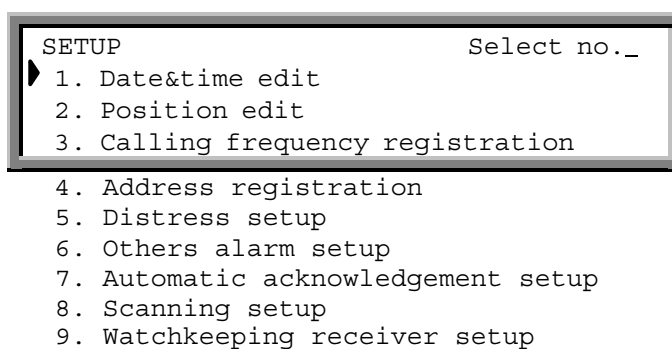 SETUP Select no._
1. Date&time edit
2. Position edit
3. Calling frequency registration
4. Address registration
5. Distress setup
6. Others alarm setup
7. Automatic acknowledgement setup
8. Scanning setup
9. Watchkeeping receiver setup